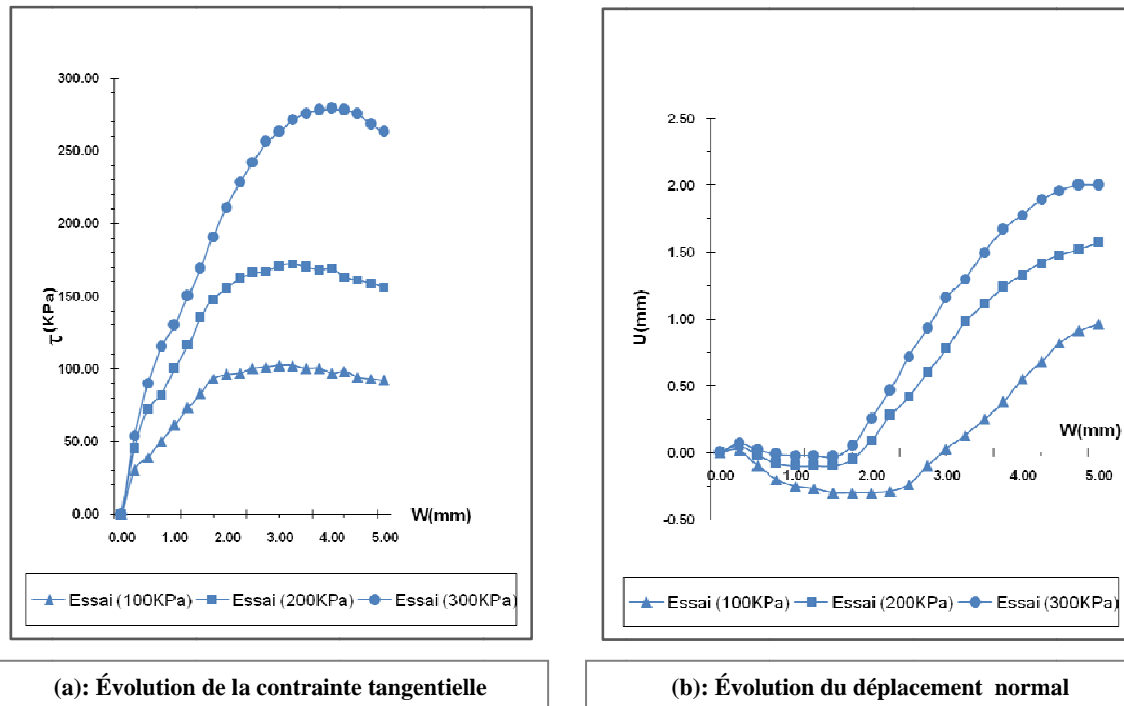 300.00
250.00
200.00
150.00
100.00
50.00
0.00
τ(KPa)
W(mm)
0.00 1.00 2.00 3.00 4.00 5.00
Essai (100KPa) Essai (200KPa) Essai (300KPa)
(a): Évolution de la contrainte tangentielle
2.50
2.00
1.50
1.00
0.50
0.00
-0.50
U(mm)
W(mm)
0.00 1.00 2.00 3.00 4.00 5.00
Essai (100KPa) Essai (200KPa) Essai (300KPa)
(b): Évolution du déplacement normal